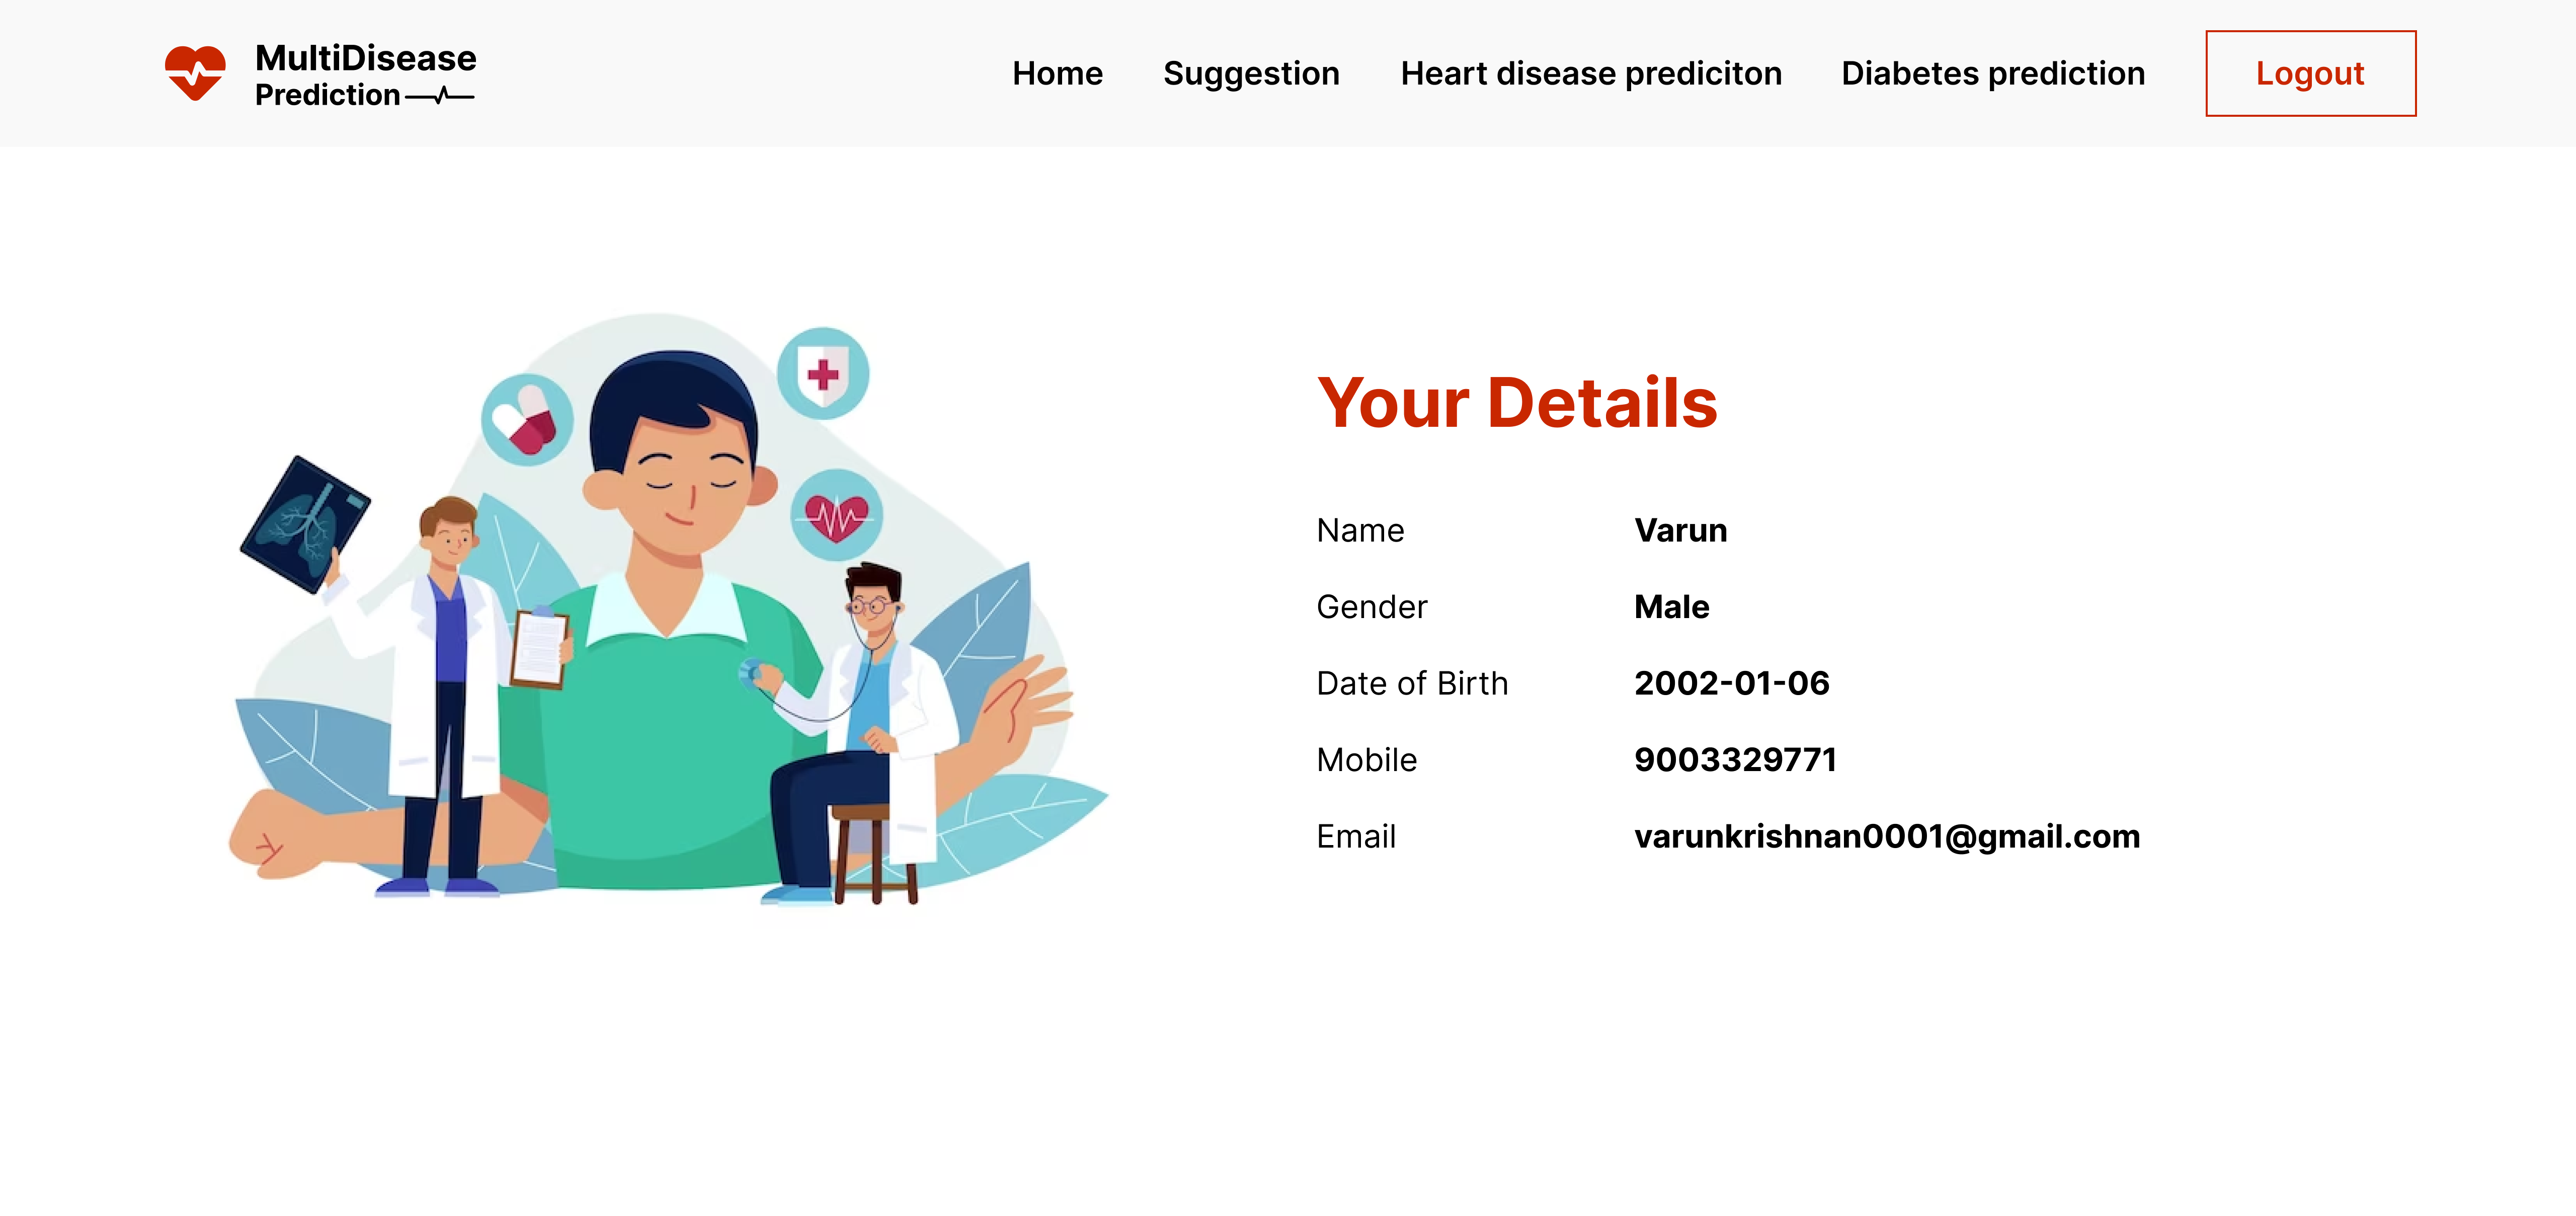 MultiDisease
Prediction
Home Suggestion Heart disease prediciton Diabetes prediction Logout
Your Details
Name Varun
Gender Male
Date of Birth 2002-01-06
Mobile 9003329771
Email varunkrishnan0001@gmail.com